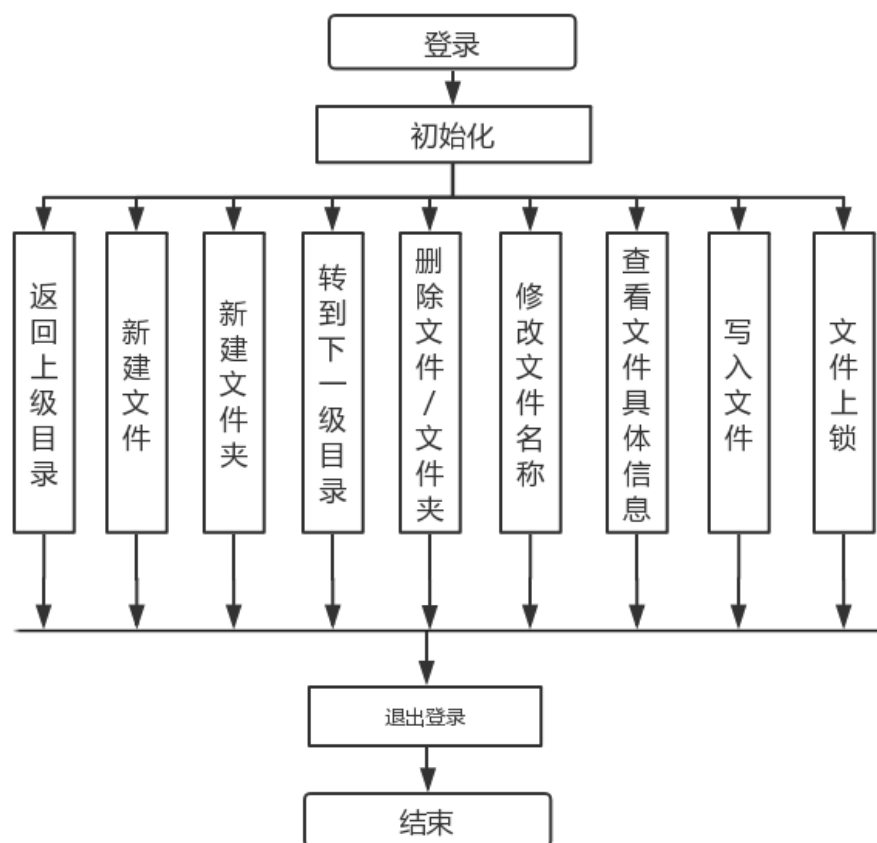 登录
初始化
返回上级目录
新建文件
新建文件夹
转到下一级目录
删除文件/文件夹
修改文件名称
查看文件具体信息
写入文件
文件上锁
退出登录
结束